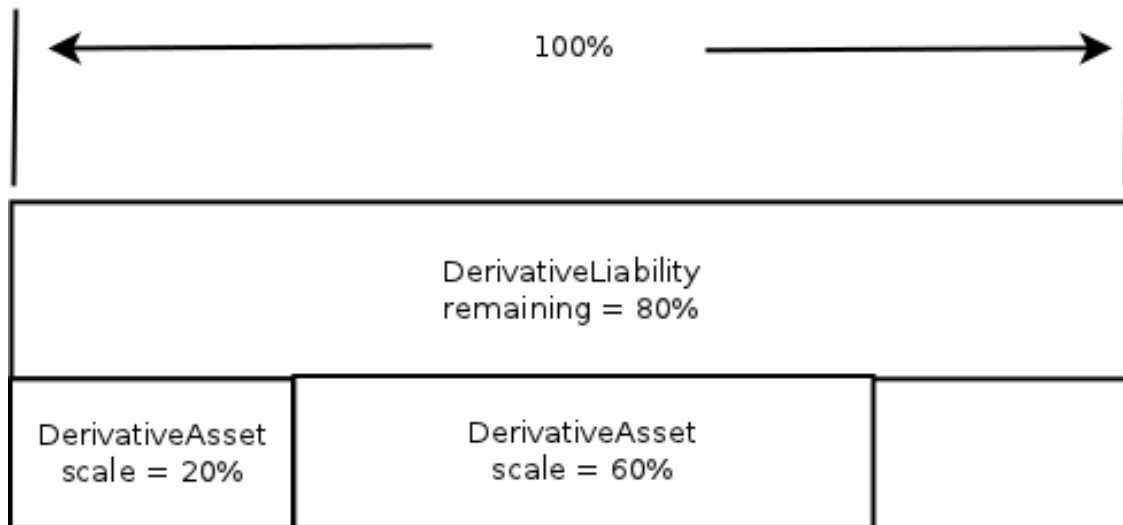 100%
DerivativeLiability
remaining = 80%
DerivativeAsset
scale = 20%
DerivativeAsset
scale = 60%